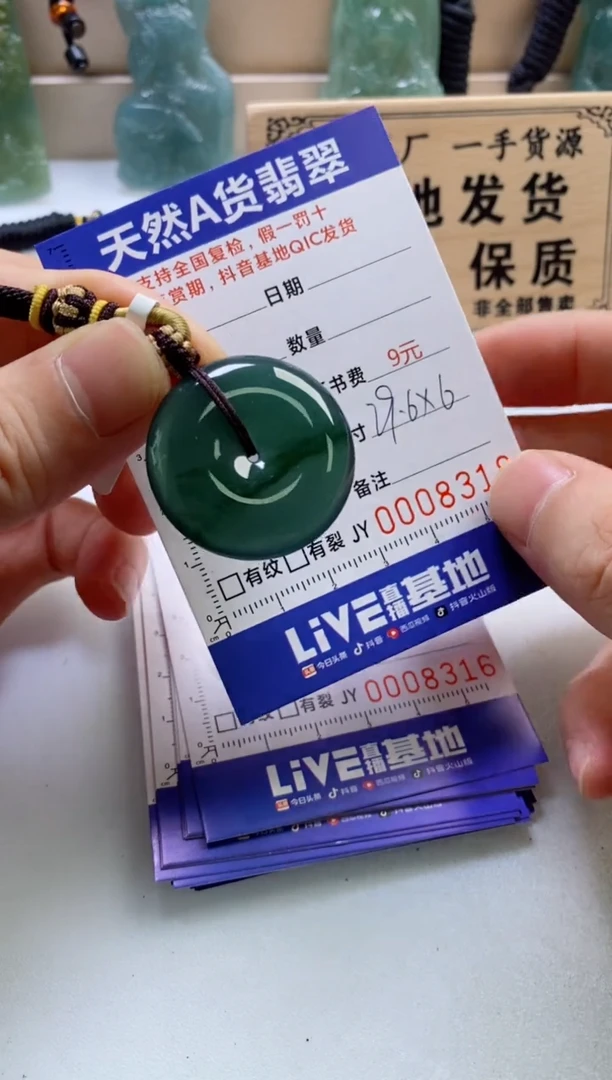 厂 一手货源
地发货
保质
非全部售卖
天然A货翡翠
支持全国复检，假一罚十
赏期，抖音基地QIC发货
日期
数量
书费 9元
寸 29.6×6
备注
□有纹□有裂 JY 000831
LiVE直播基地
今日头条 抖音 西瓜视频 抖音火山版
□有裂 JY 0008316
LiVE直播基地
今日头条 抖音 西瓜视频 抖音火山版